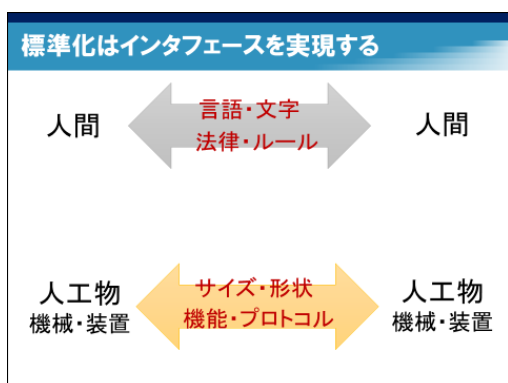 標準化はインタフェースを実現する
人間
言語・文字
法律・ルール
人間
人工物
機械・装置
サイズ・形状
機能・プロトコル
人工物
機械・装置